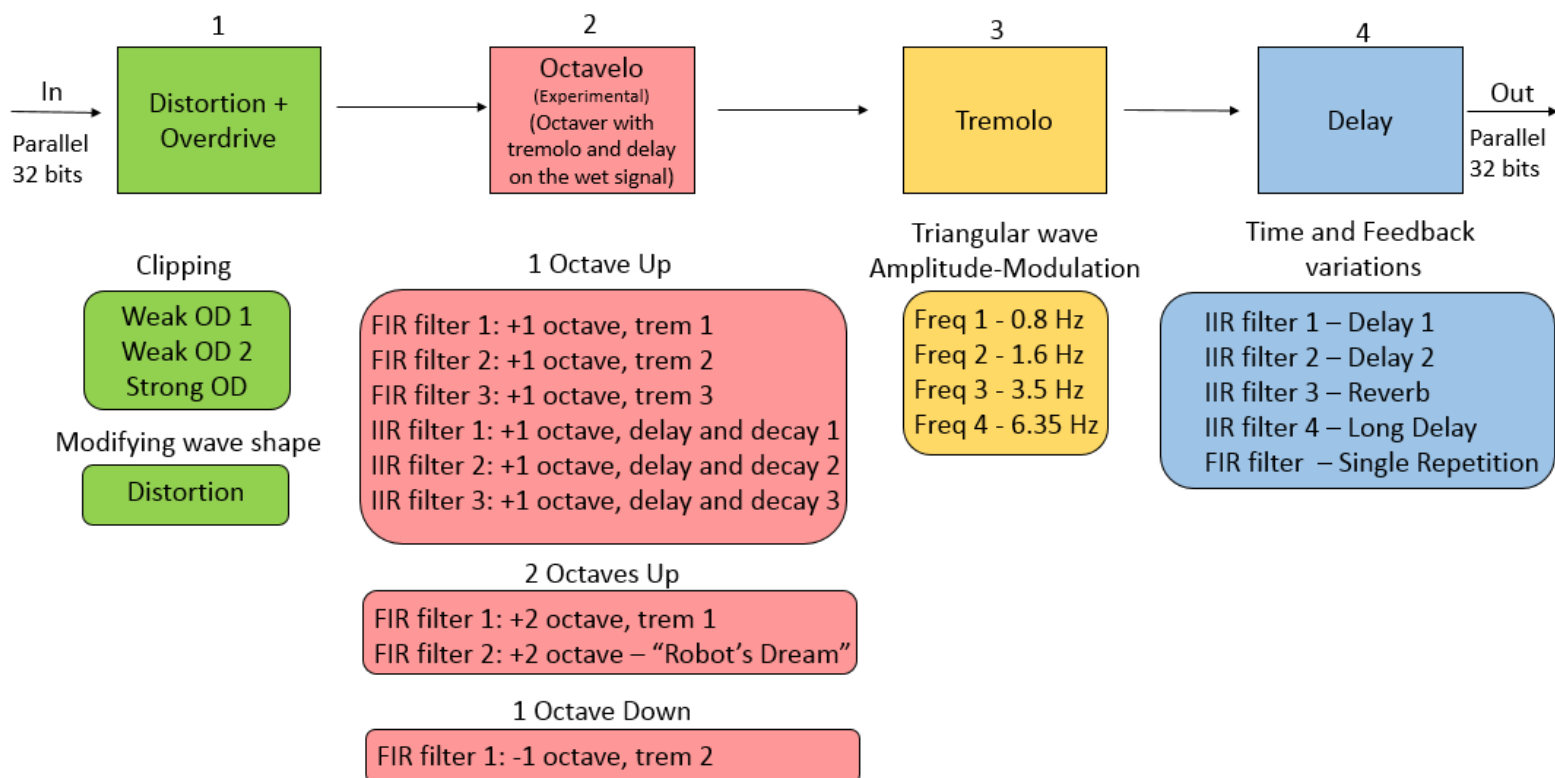 1
2
3
4
In
Parallel
32 bits
Distortion +
Overdrive
Octavelo
(Experimental)
(Octaver with
tremolo and delay
on the wet signal)
Tremolo
Delay
Out
Parallel
32 bits
Clipping
Weak OD 1
Weak OD 2
Strong OD
Modifying wave shape
Distortion
1 Octave Up
FIR filter 1: +1 octave, trem 1
FIR filter 2: +1 octave, trem 2
FIR filter 3: +1 octave, trem 3
IIR filter 1: +1 octave, delay and decay 1
IIR filter 2: +1 octave, delay and decay 2
IIR filter 3: +1 octave, delay and decay 3
2 Octaves Up
FIR filter 1: +2 octave, trem 1
FIR filter 2: +2 octave – “Robot’s Dream”
1 Octave Down
FIR filter 1: -1 octave, trem 2
Triangular wave
Amplitude-Modulation
Freq 1 - 0.8 Hz
Freq 2 - 1.6 Hz
Freq 3 - 3.5 Hz
Freq 4 - 6.35 Hz
Time and Feedback
variations
IIR filter 1 – Delay 1
IIR filter 2 – Delay 2
IIR filter 3 – Reverb
IIR filter 4 – Long Delay
FIR filter – Single Repetition